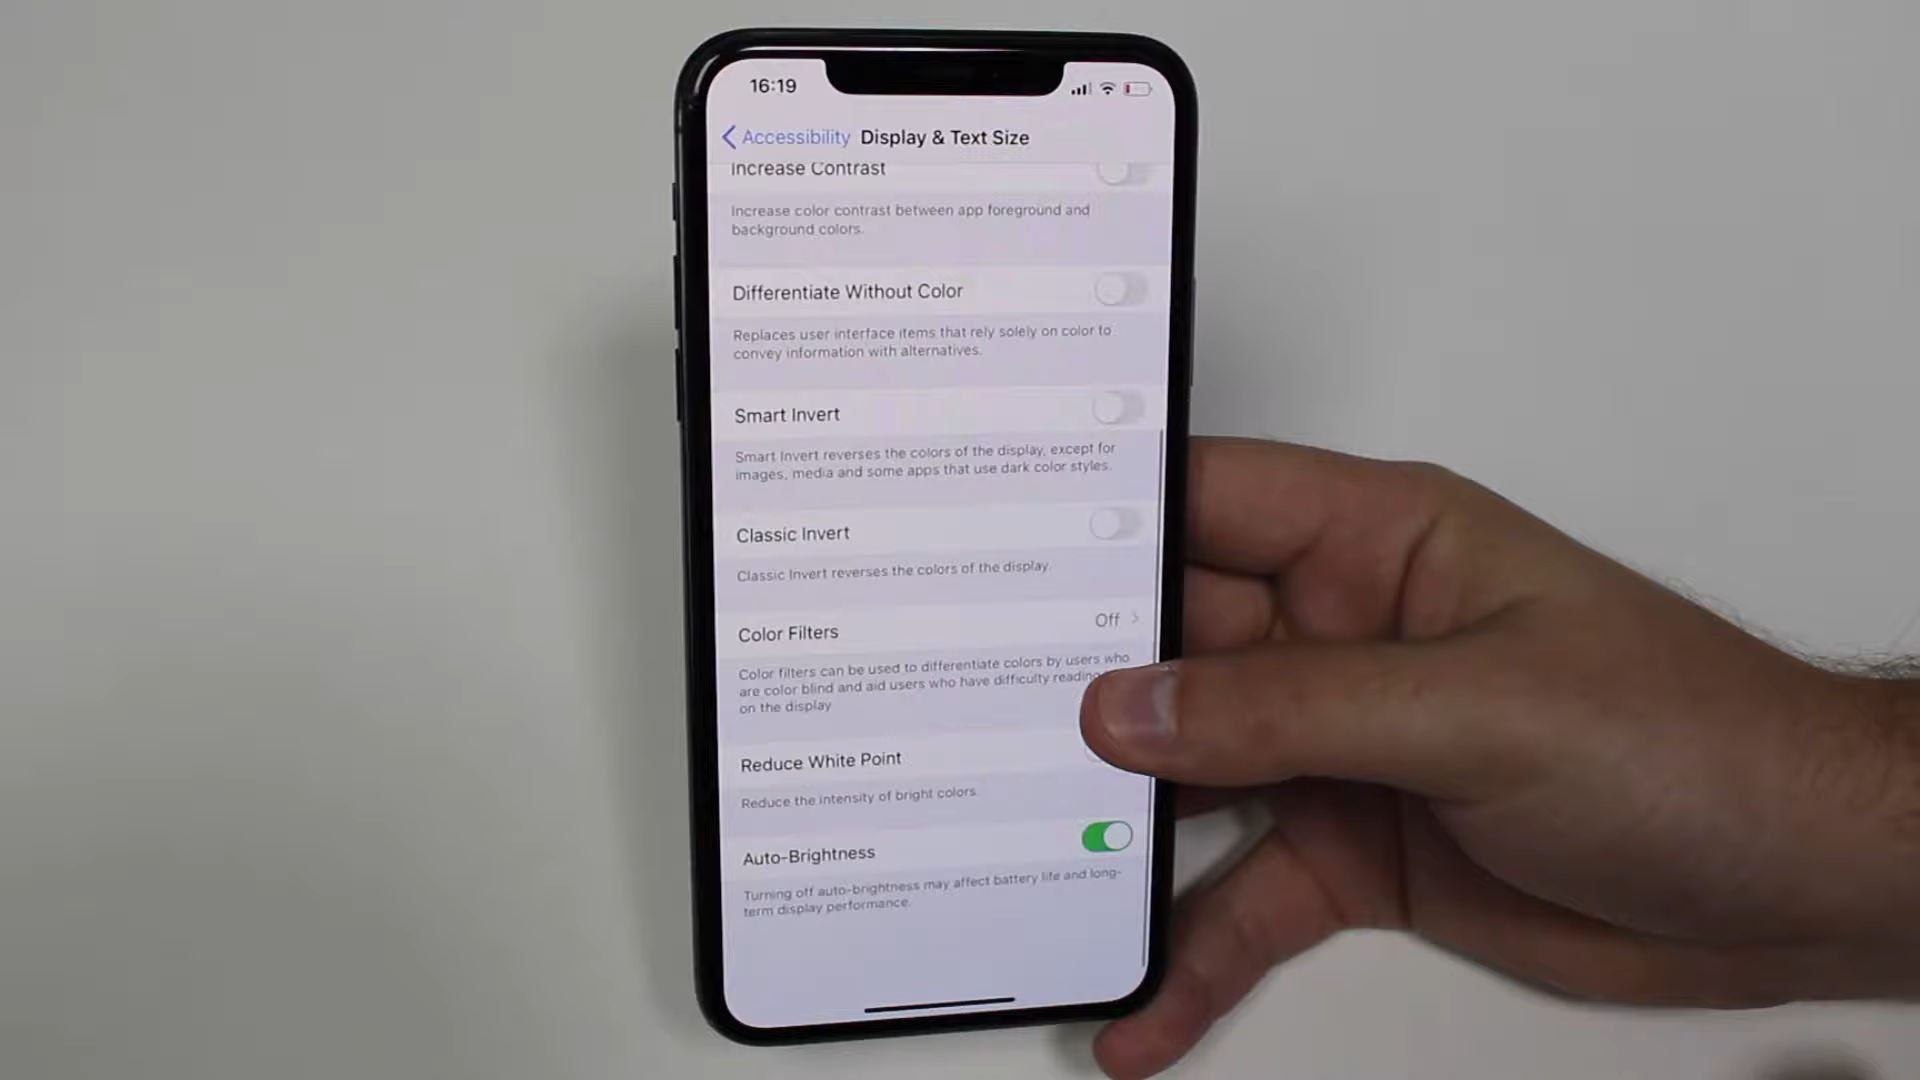 16:19
Accessibility Display & Text Size
Increase Contrast
Increase color contrast between app foreground and
background colors.
Differentiate Without Color
Replaces user interface items that rely solely on color to
convey information with alternatives.
Smart Invert
Smart Invert reverses the colors of the display, except for
images, media and some apps that use dark color styles.
Classic Invert
Classic Invert reverses the colors of the display.
Color Filters Off
Color filters can be used to differentiate colors by users who
are color blind and aid users who have difficulty reading
on the display
Reduce White Point
Reduce the intensity of bright colors.
Auto-Brightness
Turning off auto-brightness may affect battery life and long-
term display performance.